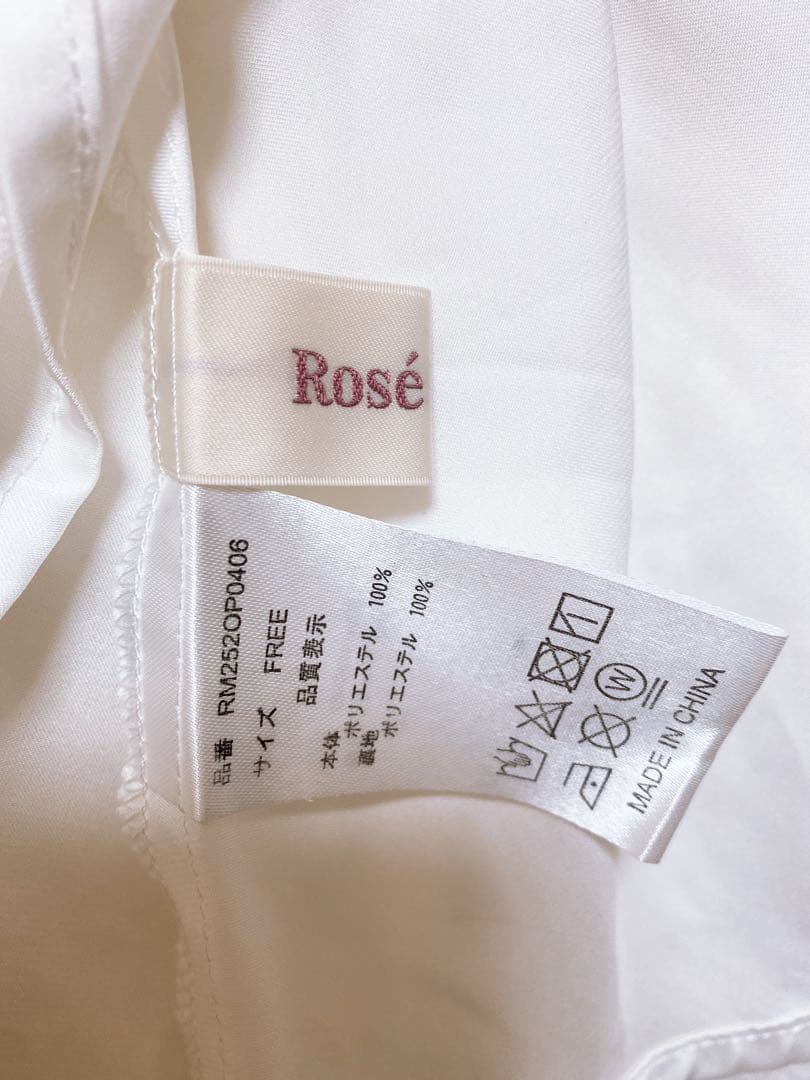 Rosé
品番 RM252OP0406
サイズ FREE
品質表示
本体 ポリエステル 100%
裏地 ポリエステル 100%
W
MADE IN CHINA